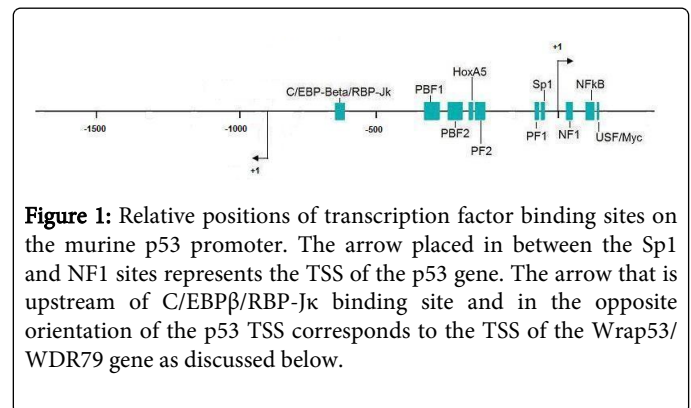 +1
HoxA5
C/EBP-Beta/RBP-Jk
PBF1
Sp1
NFkB
-1500
-1000
-500
PBF2
PF2
PF1
NF1
USF/Myc
+1
Figure 1: Relative positions of transcription factor binding sites on
the murine p53 promoter. The arrow placed in between the Sp1
and NF1 sites represents the TSS of the p53 gene. The arrow that is
upstream of C/EBPβ/RBP-Jκ binding site and in the opposite
orientation of the p53 TSS corresponds to the TSS of the Wrap53/
WDR79 gene as discussed below.